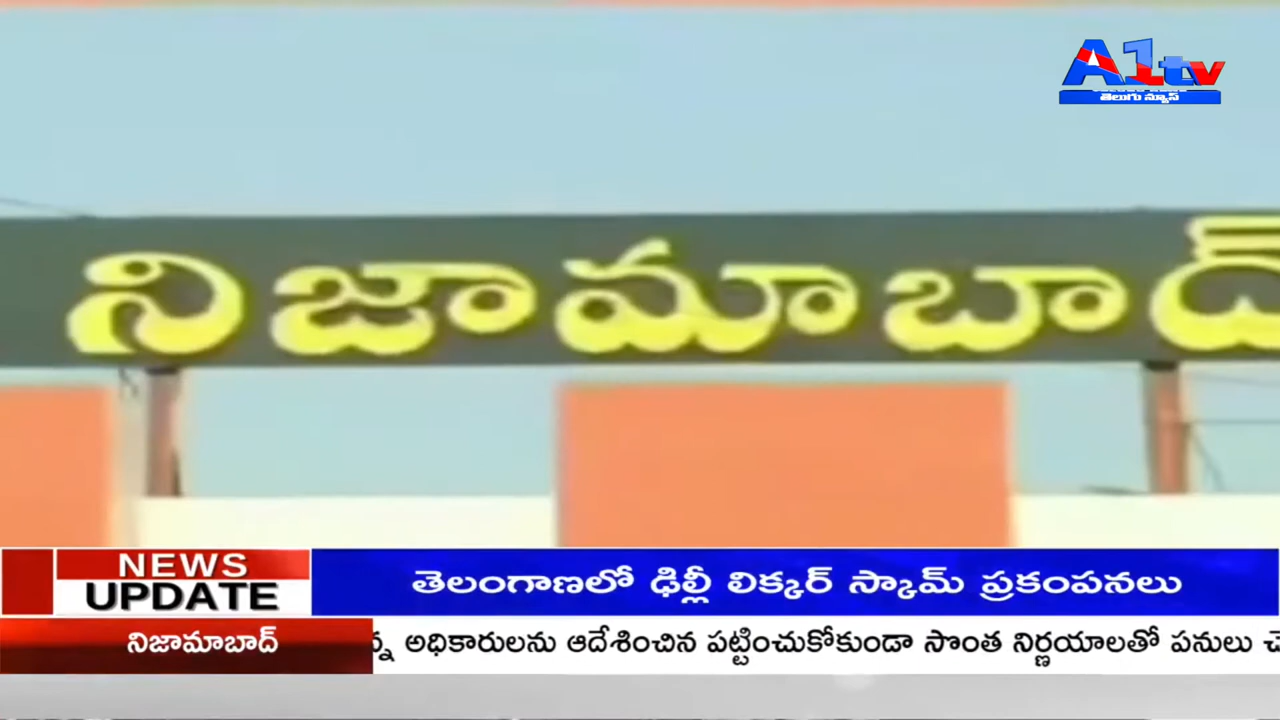 A1tv
తెలుగు న్యూస్
నిజామాబాద్
NEWS
UPDATE
తెలంగాణలో ఢిల్లీ లిక్కర్ స్కామ్ ప్రకంపనలు
నిజామాబాద్
అధికారులను ఆదేశించిన పట్టించుకోకుండా సొంత నిర్ణయాలతో పనులు